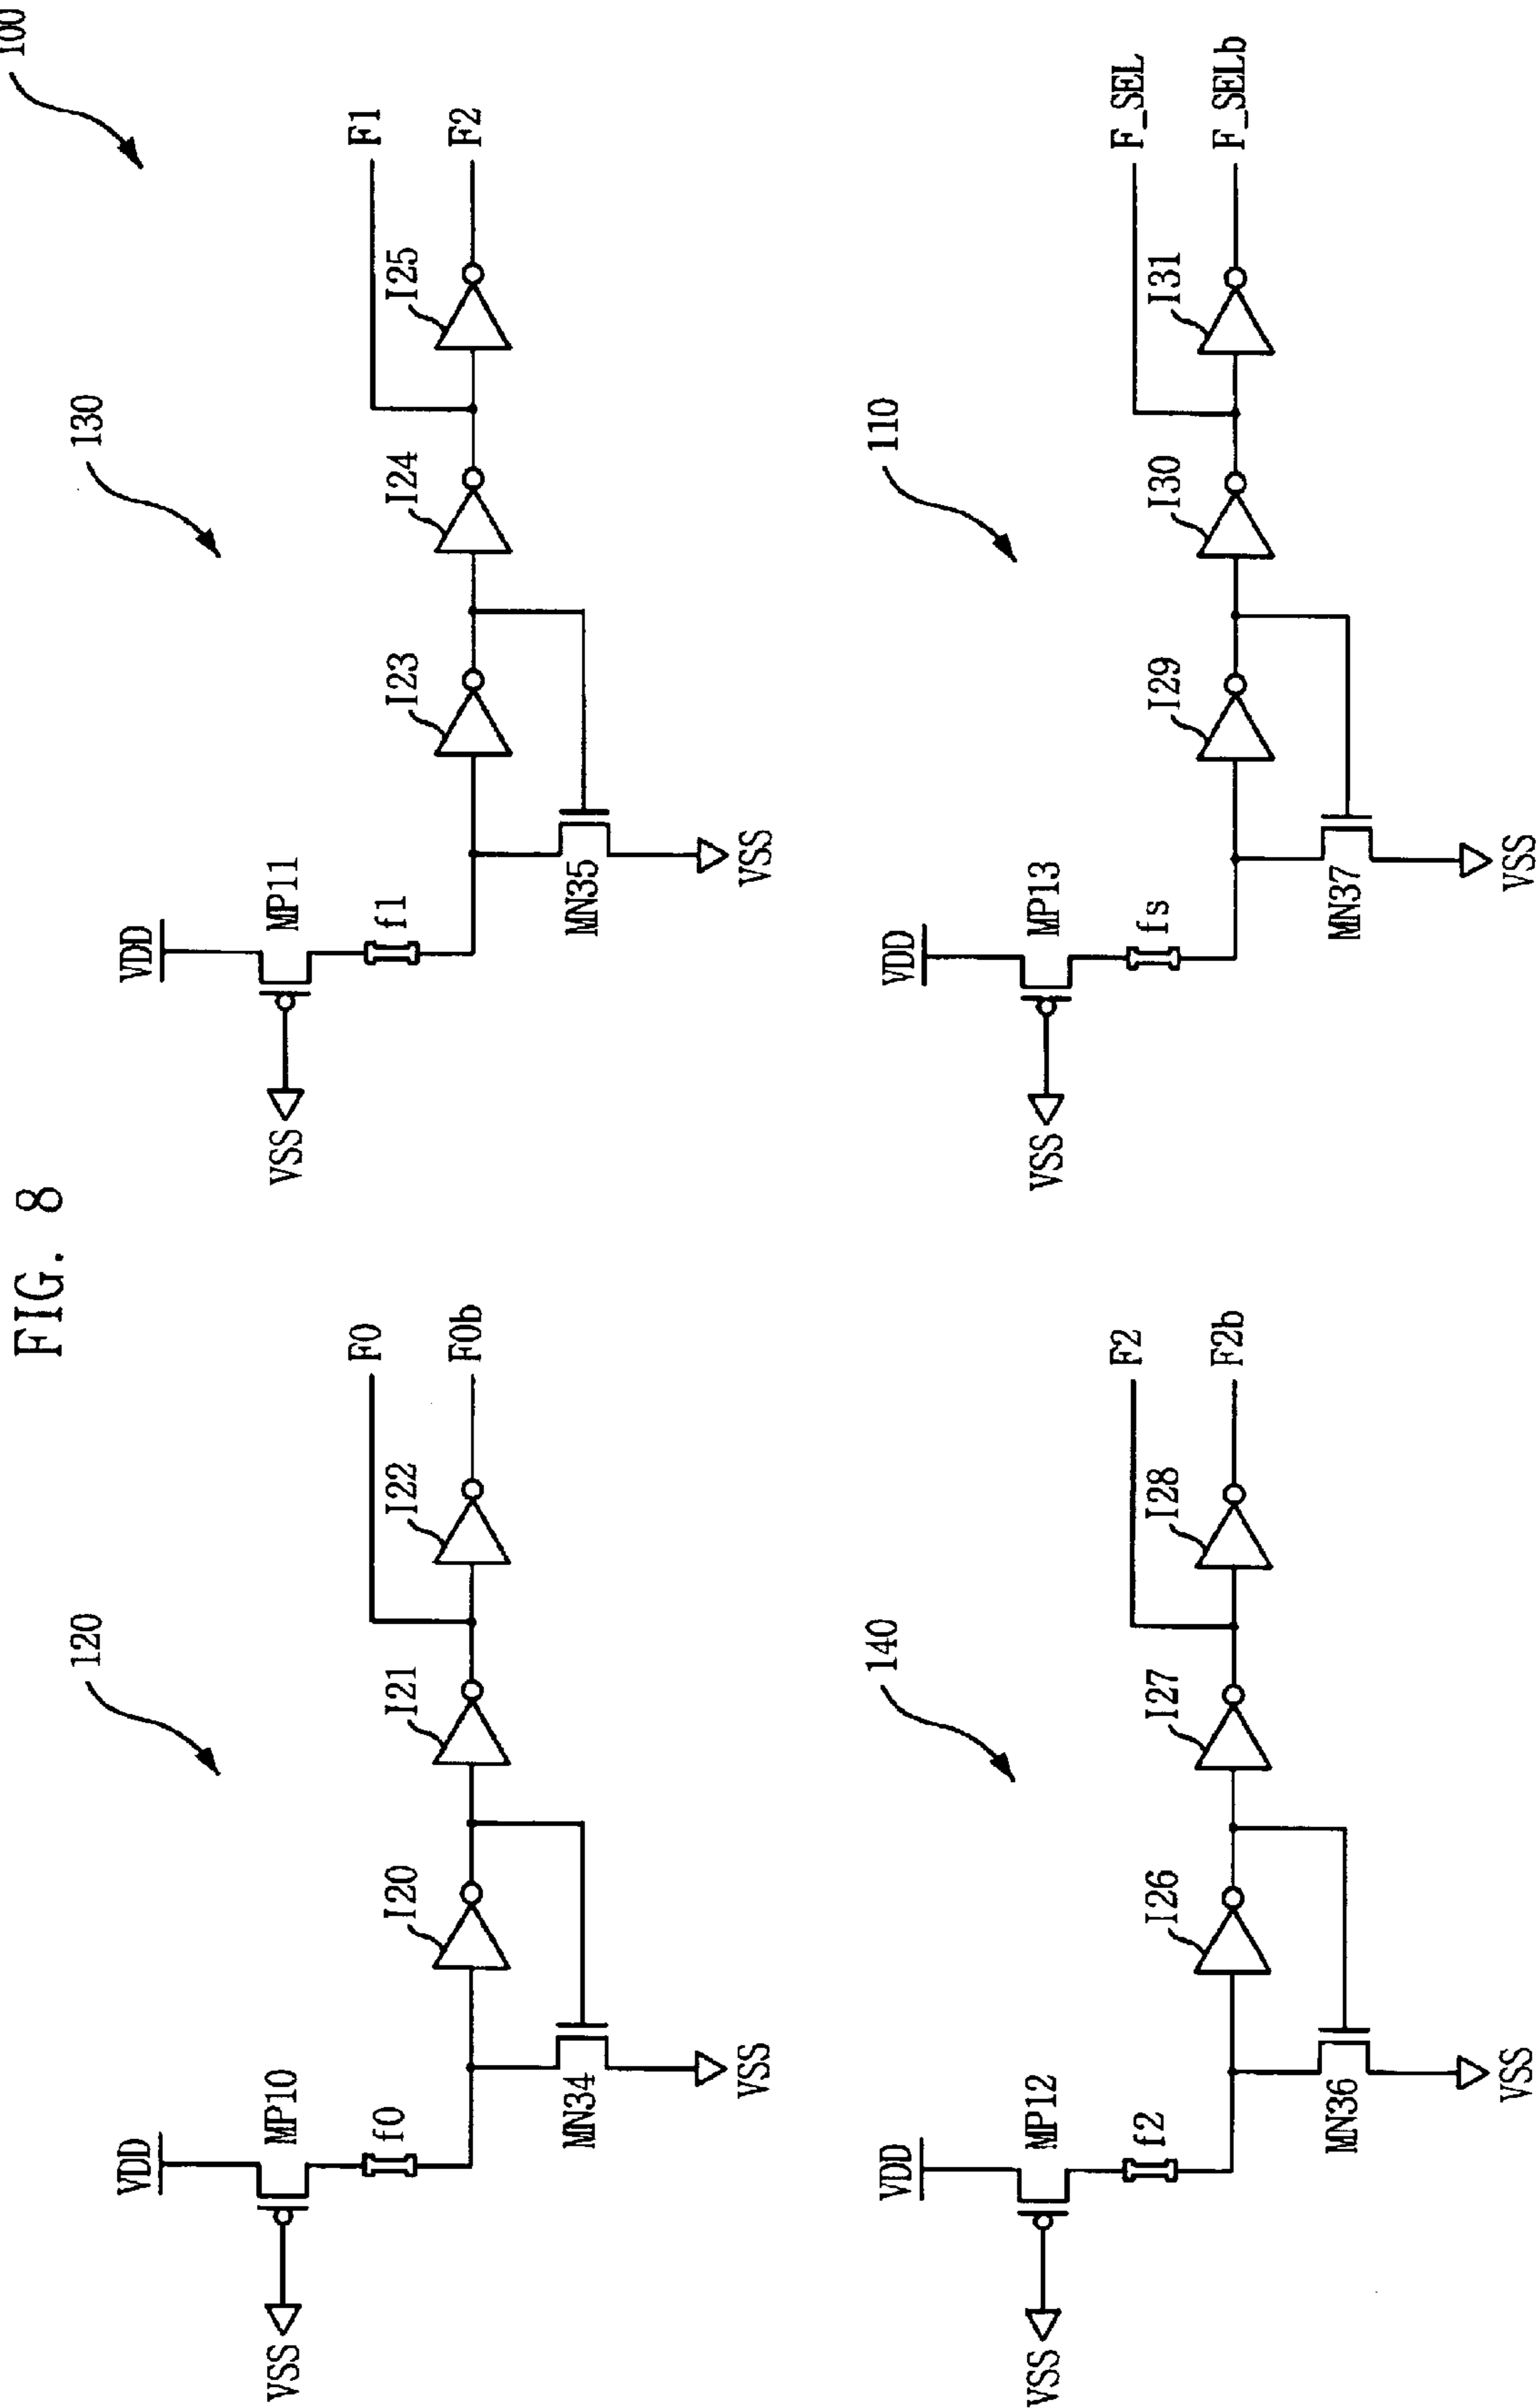 FIG. 8
100
120
VDD
MP10
VSS
f0
I20
I21
I22
F0
F0b
MN34
VSS
130
VDD
MP11
VSS
f1
I23
I24
I25
F1
F2
MN35
VSS
140
VDD
MP12
VSS
f2
I26
I27
I28
F2
F2b
MN36
VSS
110
VDD
MP13
VSS
fs
I29
I30
I31
F_SEL
F_SELb
MN37
VSS